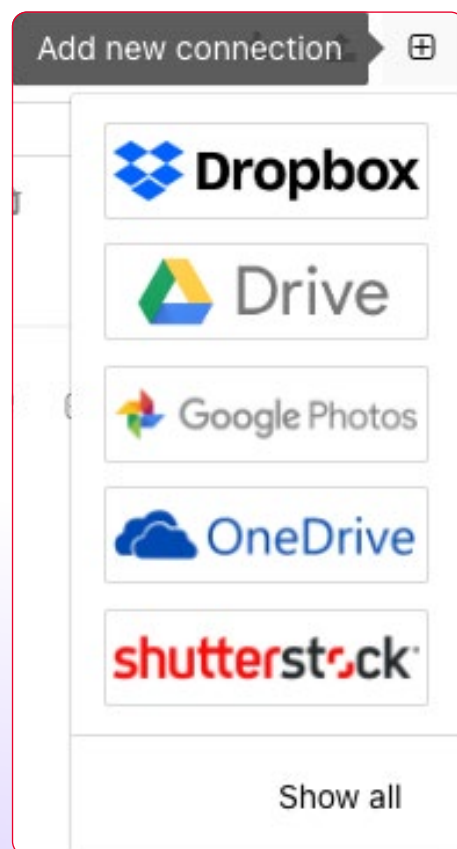 Add new connection
Dropbox
Drive
Google Photos
OneDrive
shutterstock
Show all